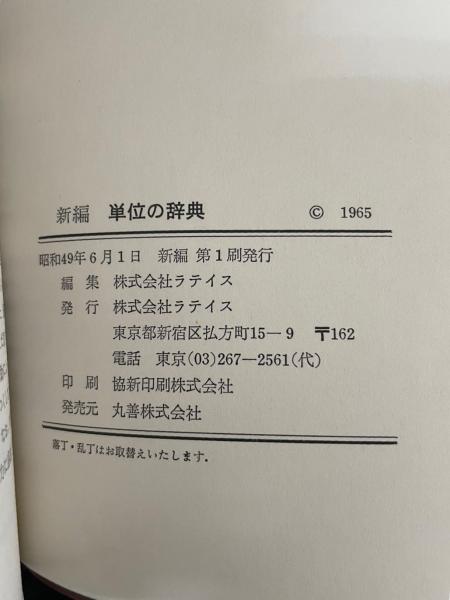 新編 単位の辞典 © 1965
昭和49年6月1日 新編 第1刷発行
編集 株式会社ラテイス
発行 株式会社ラテイス
東京都新宿区払方町15－9 〒162
電話 東京(03)267－2561(代)
印刷 協新印刷株式会社
発売元 丸善株式会社
落丁・乱丁はお取替えいたします.